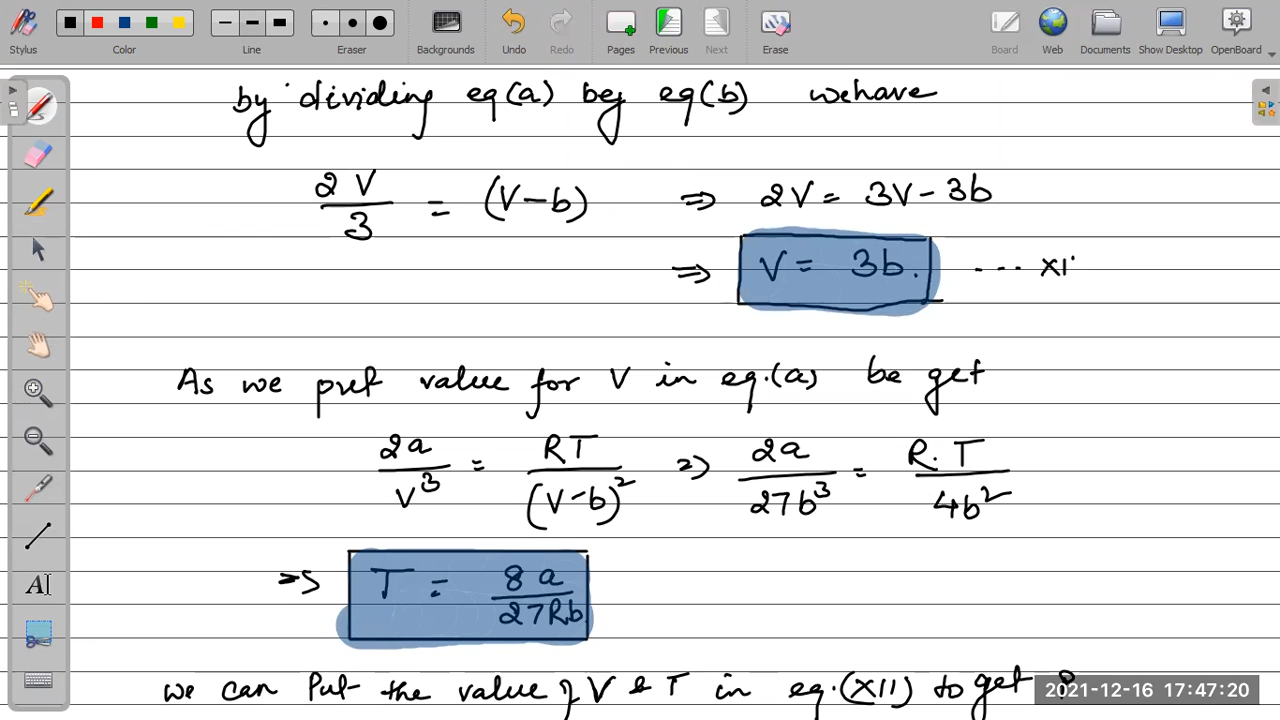 Stylus Color Line Eraser Backgrounds Undo Redo Pages Previous Next Erase Board Web Documents Show Desktop OpenBoard
by dividing eq(a) bey eq(b) we have
2V/3 = (V-b) ⇒ 2V = 3V - 3b
⇒ V = 3b. ---- XII
As we put value for V in eq.(a) be get
2a/V³ = RT/(V-b)² ⇒ 2a/27b³ = R.T/4b²
⇒ T = 8a/27Rb
we can Put the value of V & T in eq.(XII) to get
2021-12-16 17:47:20